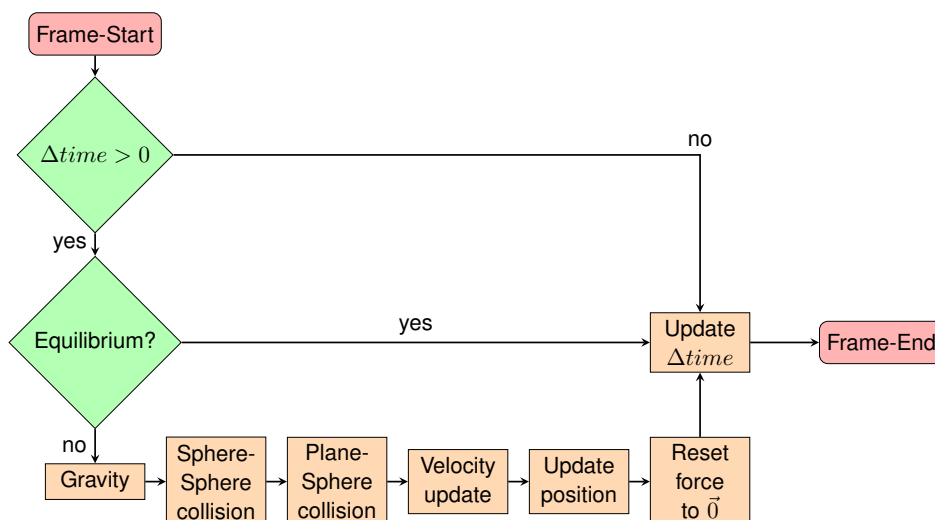 Frame-Start
no
Δtime > 0
yes
Equilibrium?
yes
Update
Δtime
Frame-End
no
Gravity
Sphere-
Sphere
collision
Plane-
Sphere
collision
Velocity
update
Update
position
Reset
force
to \vec{0}